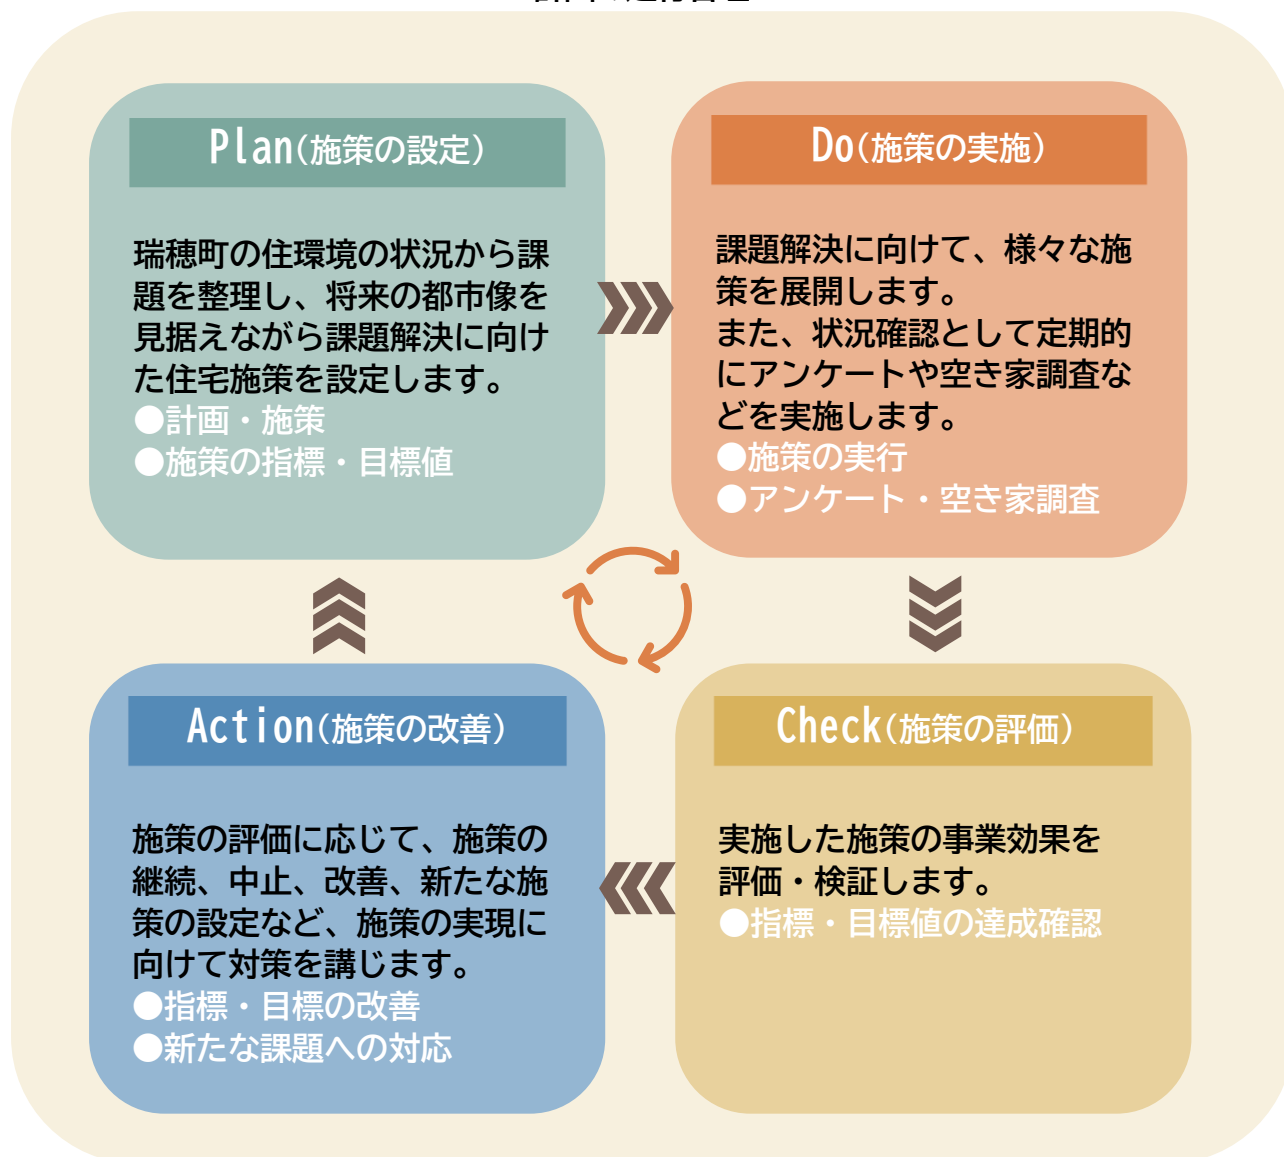 Plan(施策の設定)
瑞穂町の住環境の状況から課
題を整理し、将来の都市像を
見据えながら課題解決に向け
た住宅施策を設定します。
●計画・施策
●施策の指標・目標値
Do(施策の実施)
課題解決に向けて、様々な施
策を展開します。
また、状況確認として定期的
にアンケートや空き家調査な
どを実施します。
●施策の実行
●アンケート・空き家調査
Check(施策の評価)
実施した施策の事業効果を
評価・検証します。
●指標・目標値の達成確認
Action(施策の改善)
施策の評価に応じて、施策の
継続、中止、改善、新たな施
策の設定など、施策の実現に
向けて対策を講じます。
●指標・目標の改善
●新たな課題への対応